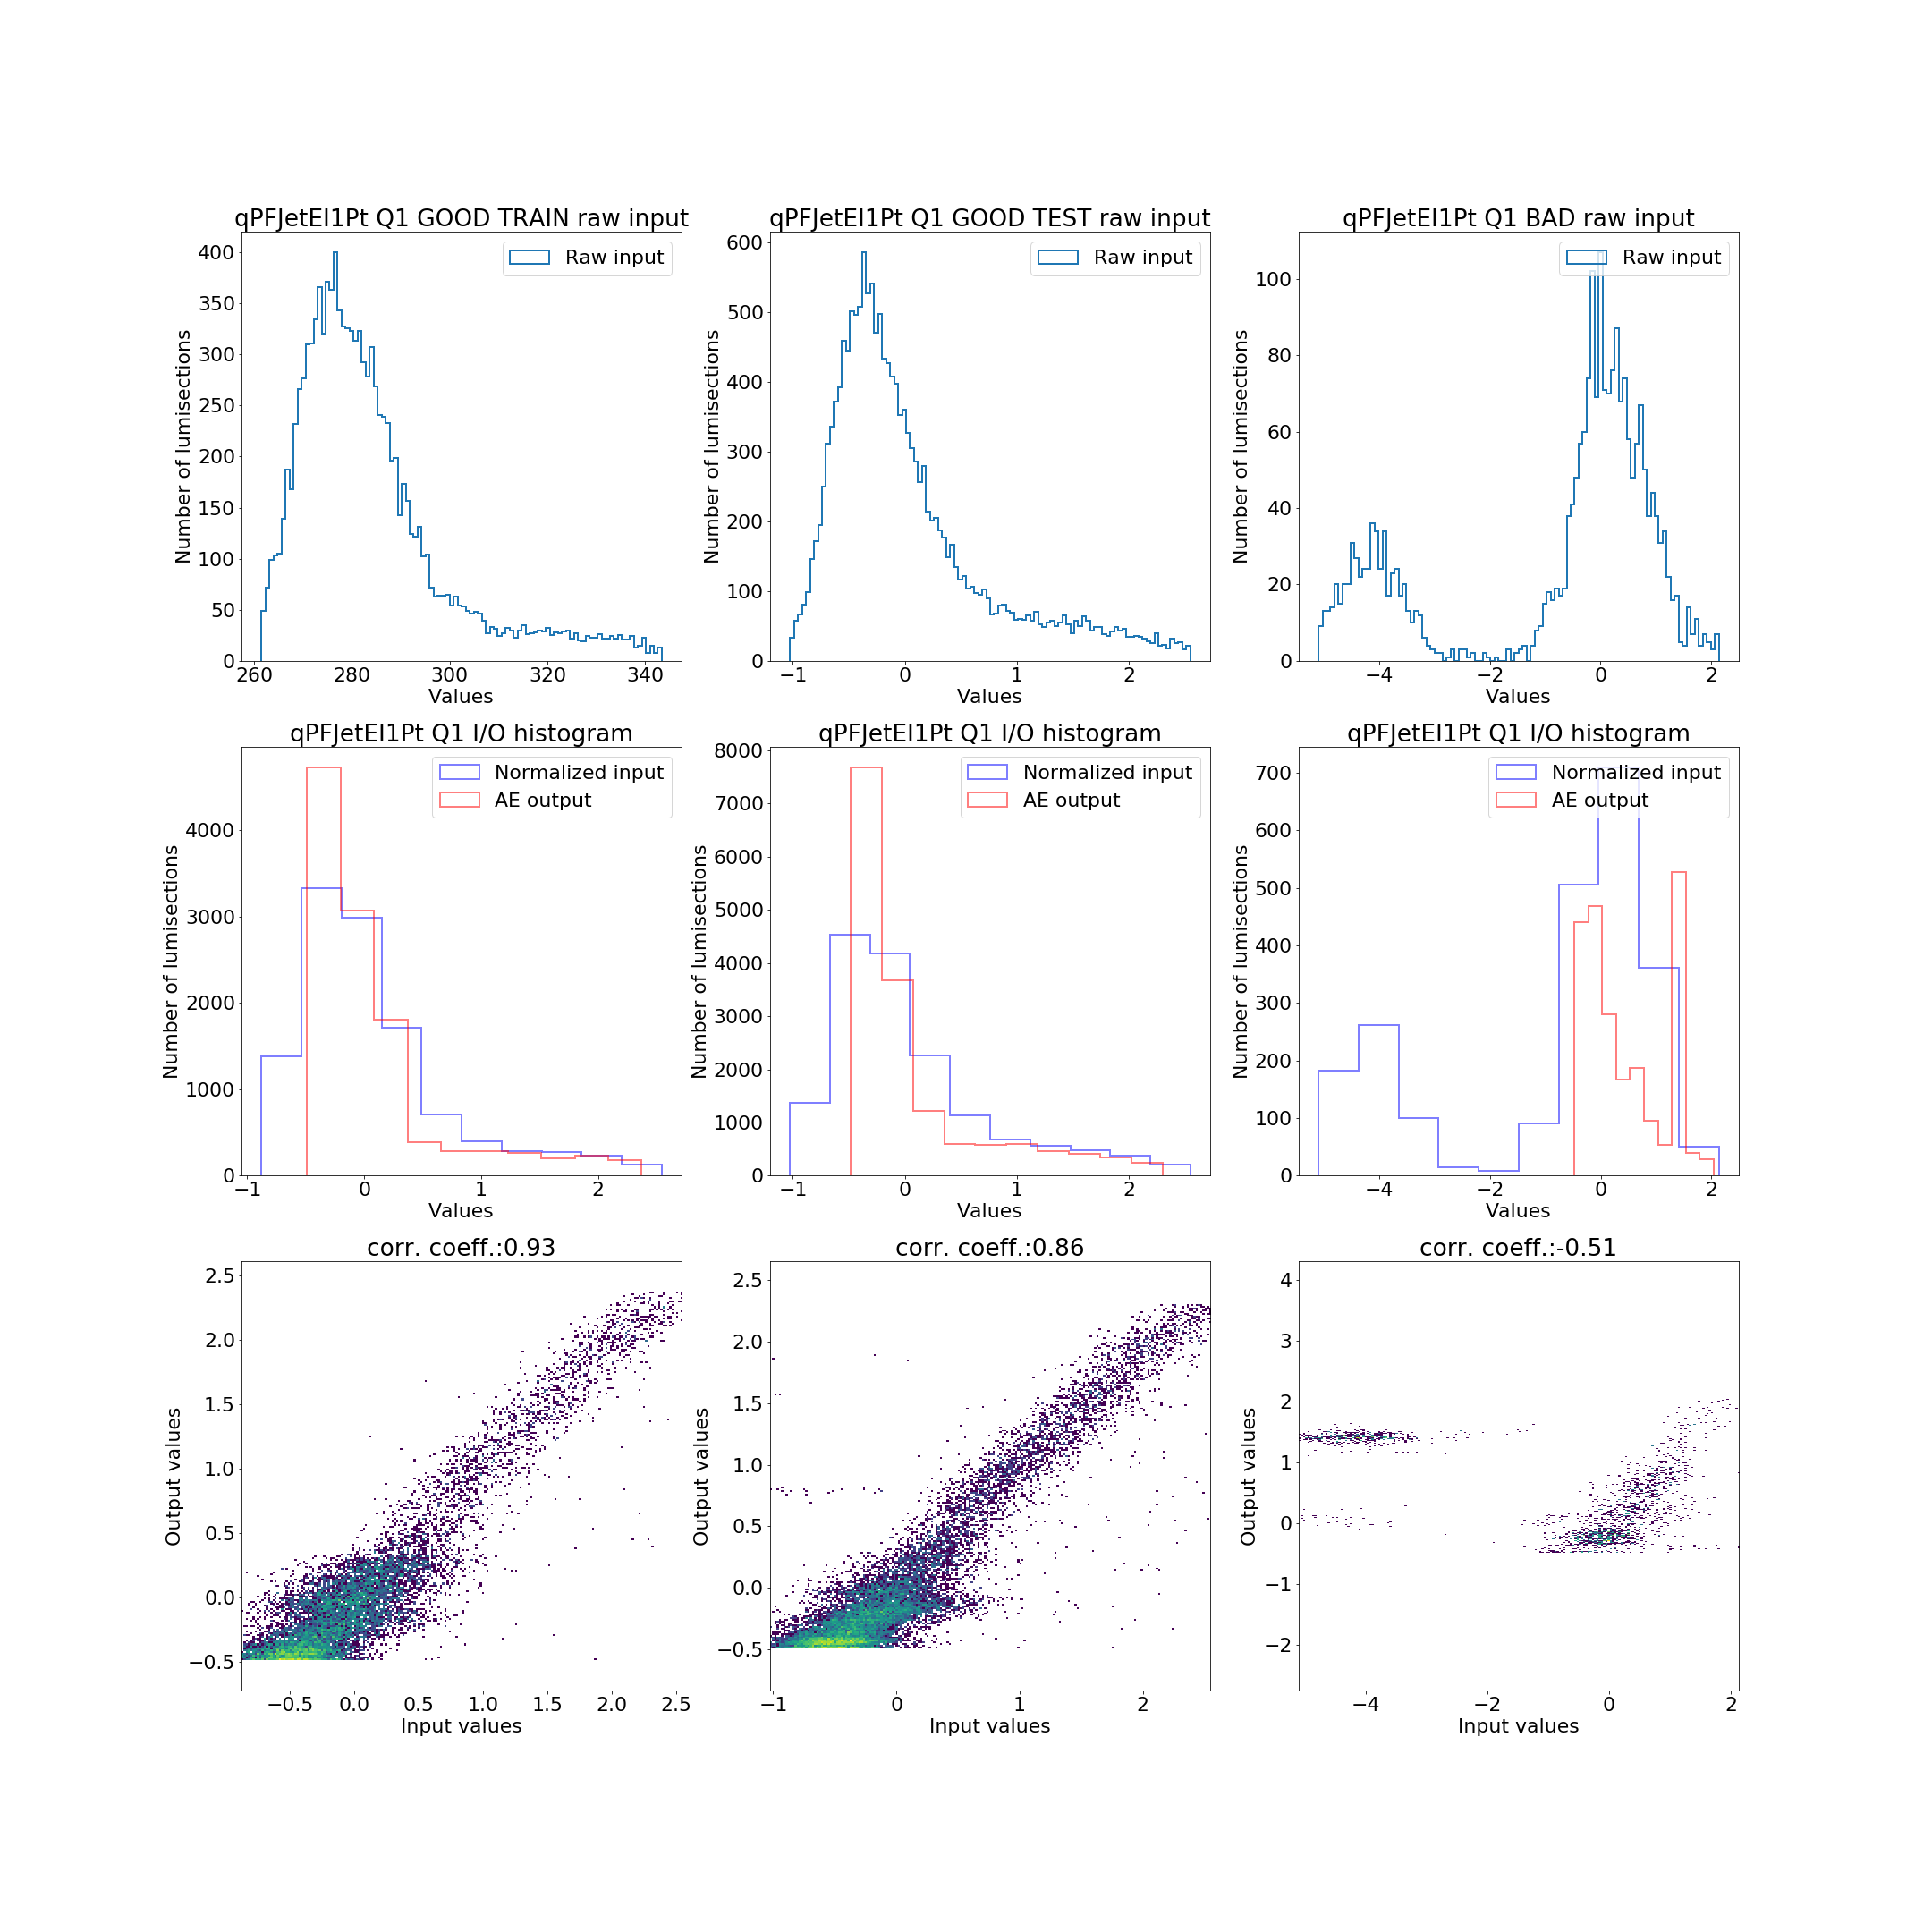 qPFJetEI1Pt Q1 GOOD TRAIN raw input
qPFJetEI1Pt Q1 GOOD TEST raw input
qPFJetEI1Pt Q1 BAD raw input
Raw input
Raw input
Raw input
Number of lumisections
400
350
300
250
200
150
100
50
0
260
280
300
320
340
Values
Number of lumisections
600
500
400
300
200
100
0
−1
0
1
2
Values
Number of lumisections
100
80
60
40
20
0
−4
−2
0
2
Values
qPFJetEI1Pt Q1 I/O histogram
Normalized input
AE output
Number of lumisections
4000
3000
2000
1000
0
−1
0
1
2
Values
qPFJetEI1Pt Q1 I/O histogram
Normalized input
AE output
Number of lumisections
8000
7000
6000
5000
4000
3000
2000
1000
0
−1
0
1
2
Values
qPFJetEI1Pt Q1 I/O histogram
Normalized input
AE output
Number of lumisections
700
600
500
400
300
200
100
0
−4
−2
0
2
Values
corr. coeff.:0.93
Output values
2.5
2.0
1.5
1.0
0.5
0.0
−0.5
−0.5
0.0
0.5
1.0
1.5
2.0
2.5
Input values
corr. coeff.:0.86
Output values
2.5
2.0
1.5
1.0
0.5
0.0
−0.5
−1
0
1
2
Input values
corr. coeff.:-0.51
Output values
4
3
2
1
0
−1
−2
−4
−2
0
2
Input values